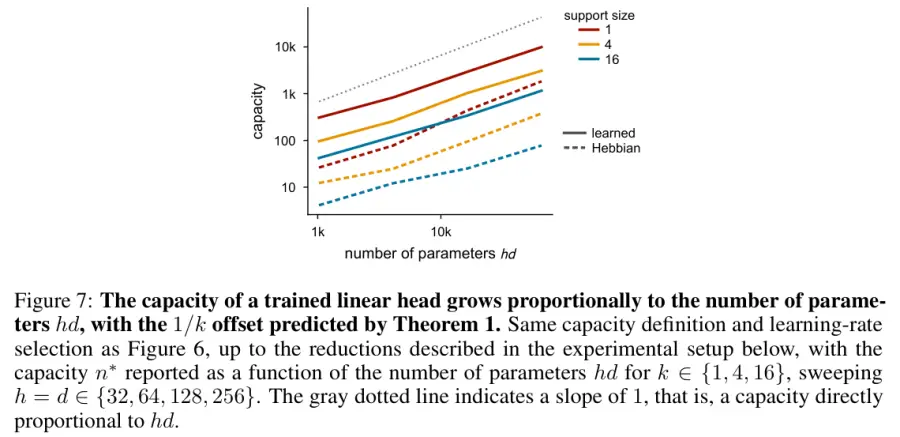 support size
1
4
16
10k
1k
100
10
capacity
learned
Hebbian
1k
10k
number of parameters hd
Figure 7: The capacity of a trained linear head grows proportionally to the number of parame-
ters hd, with the 1/k offset predicted by Theorem 1. Same capacity definition and learning-rate
selection as Figure 6, up to the reductions described in the experimental setup below, with the
capacity n* reported as a function of the number of parameters hd for k ∈ {1, 4, 16}, sweeping
h = d ∈ {32, 64, 128, 256}. The gray dotted line indicates a slope of 1, that is, a capacity directly
proportional to hd.